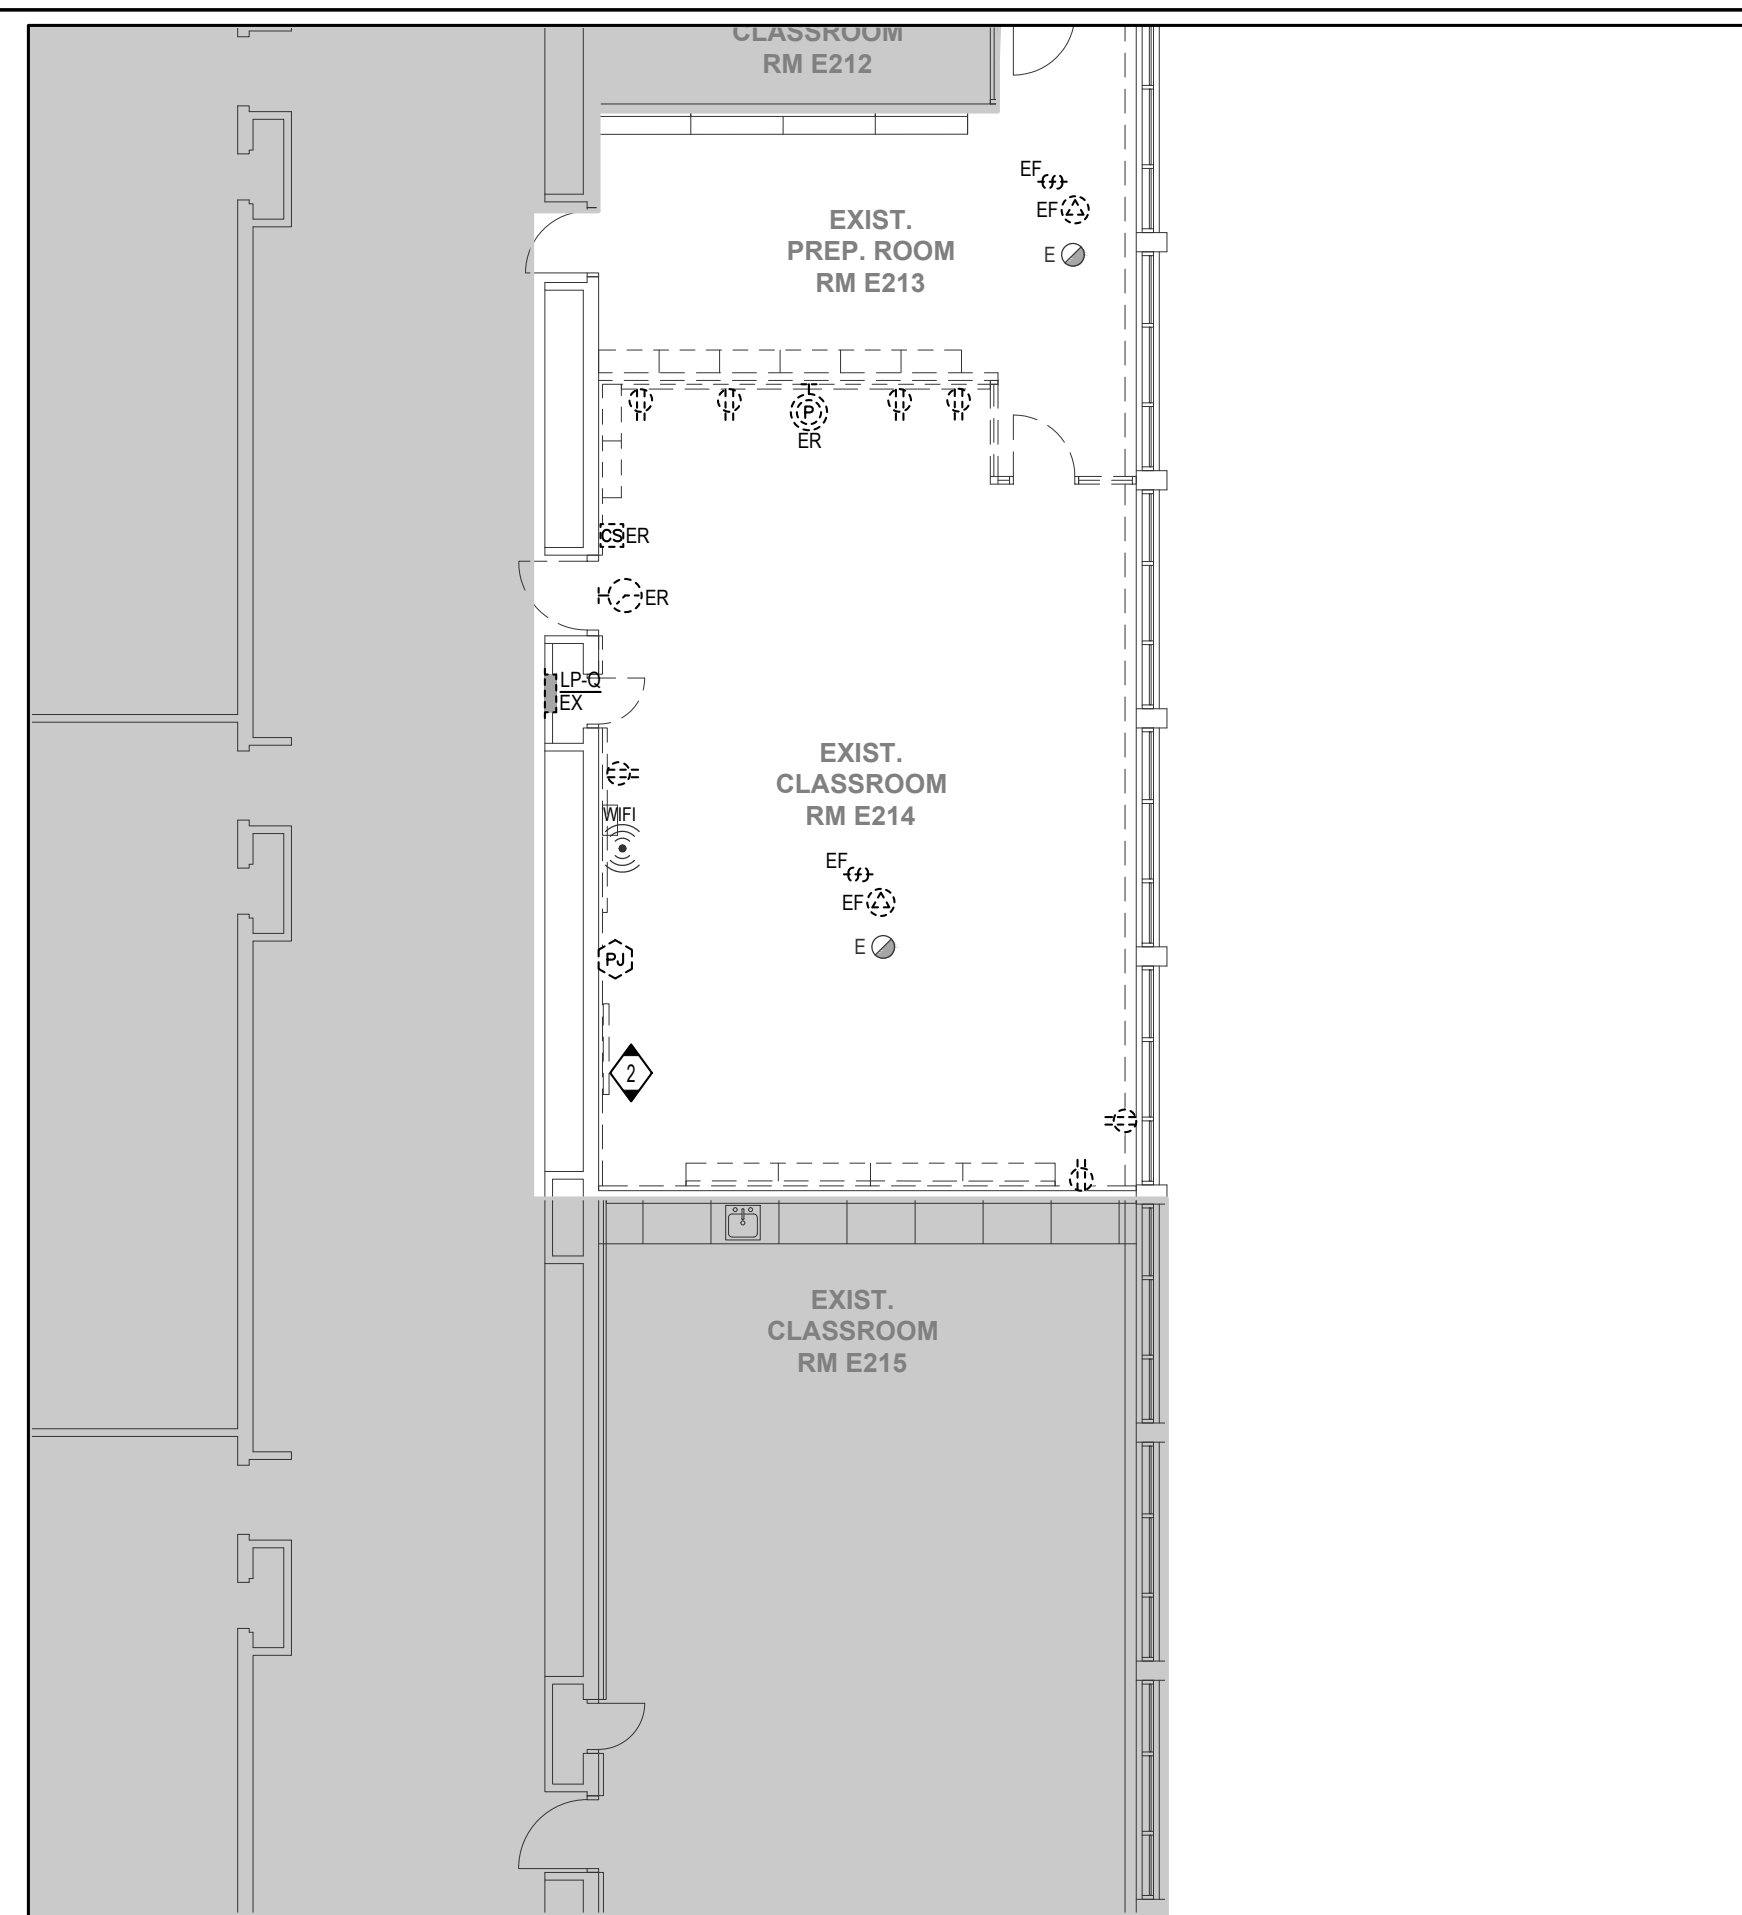 CLASSROOM
RM E212
EF
EF
E
EXIST.
PREP. ROOM
RM E213
P
ER
CS ER
ER
LP-Q
EX
WIFI
EXIST.
CLASSROOM
RM E214
EF
EF
E
PJ
2
EXIST.
CLASSROOM
RM E215